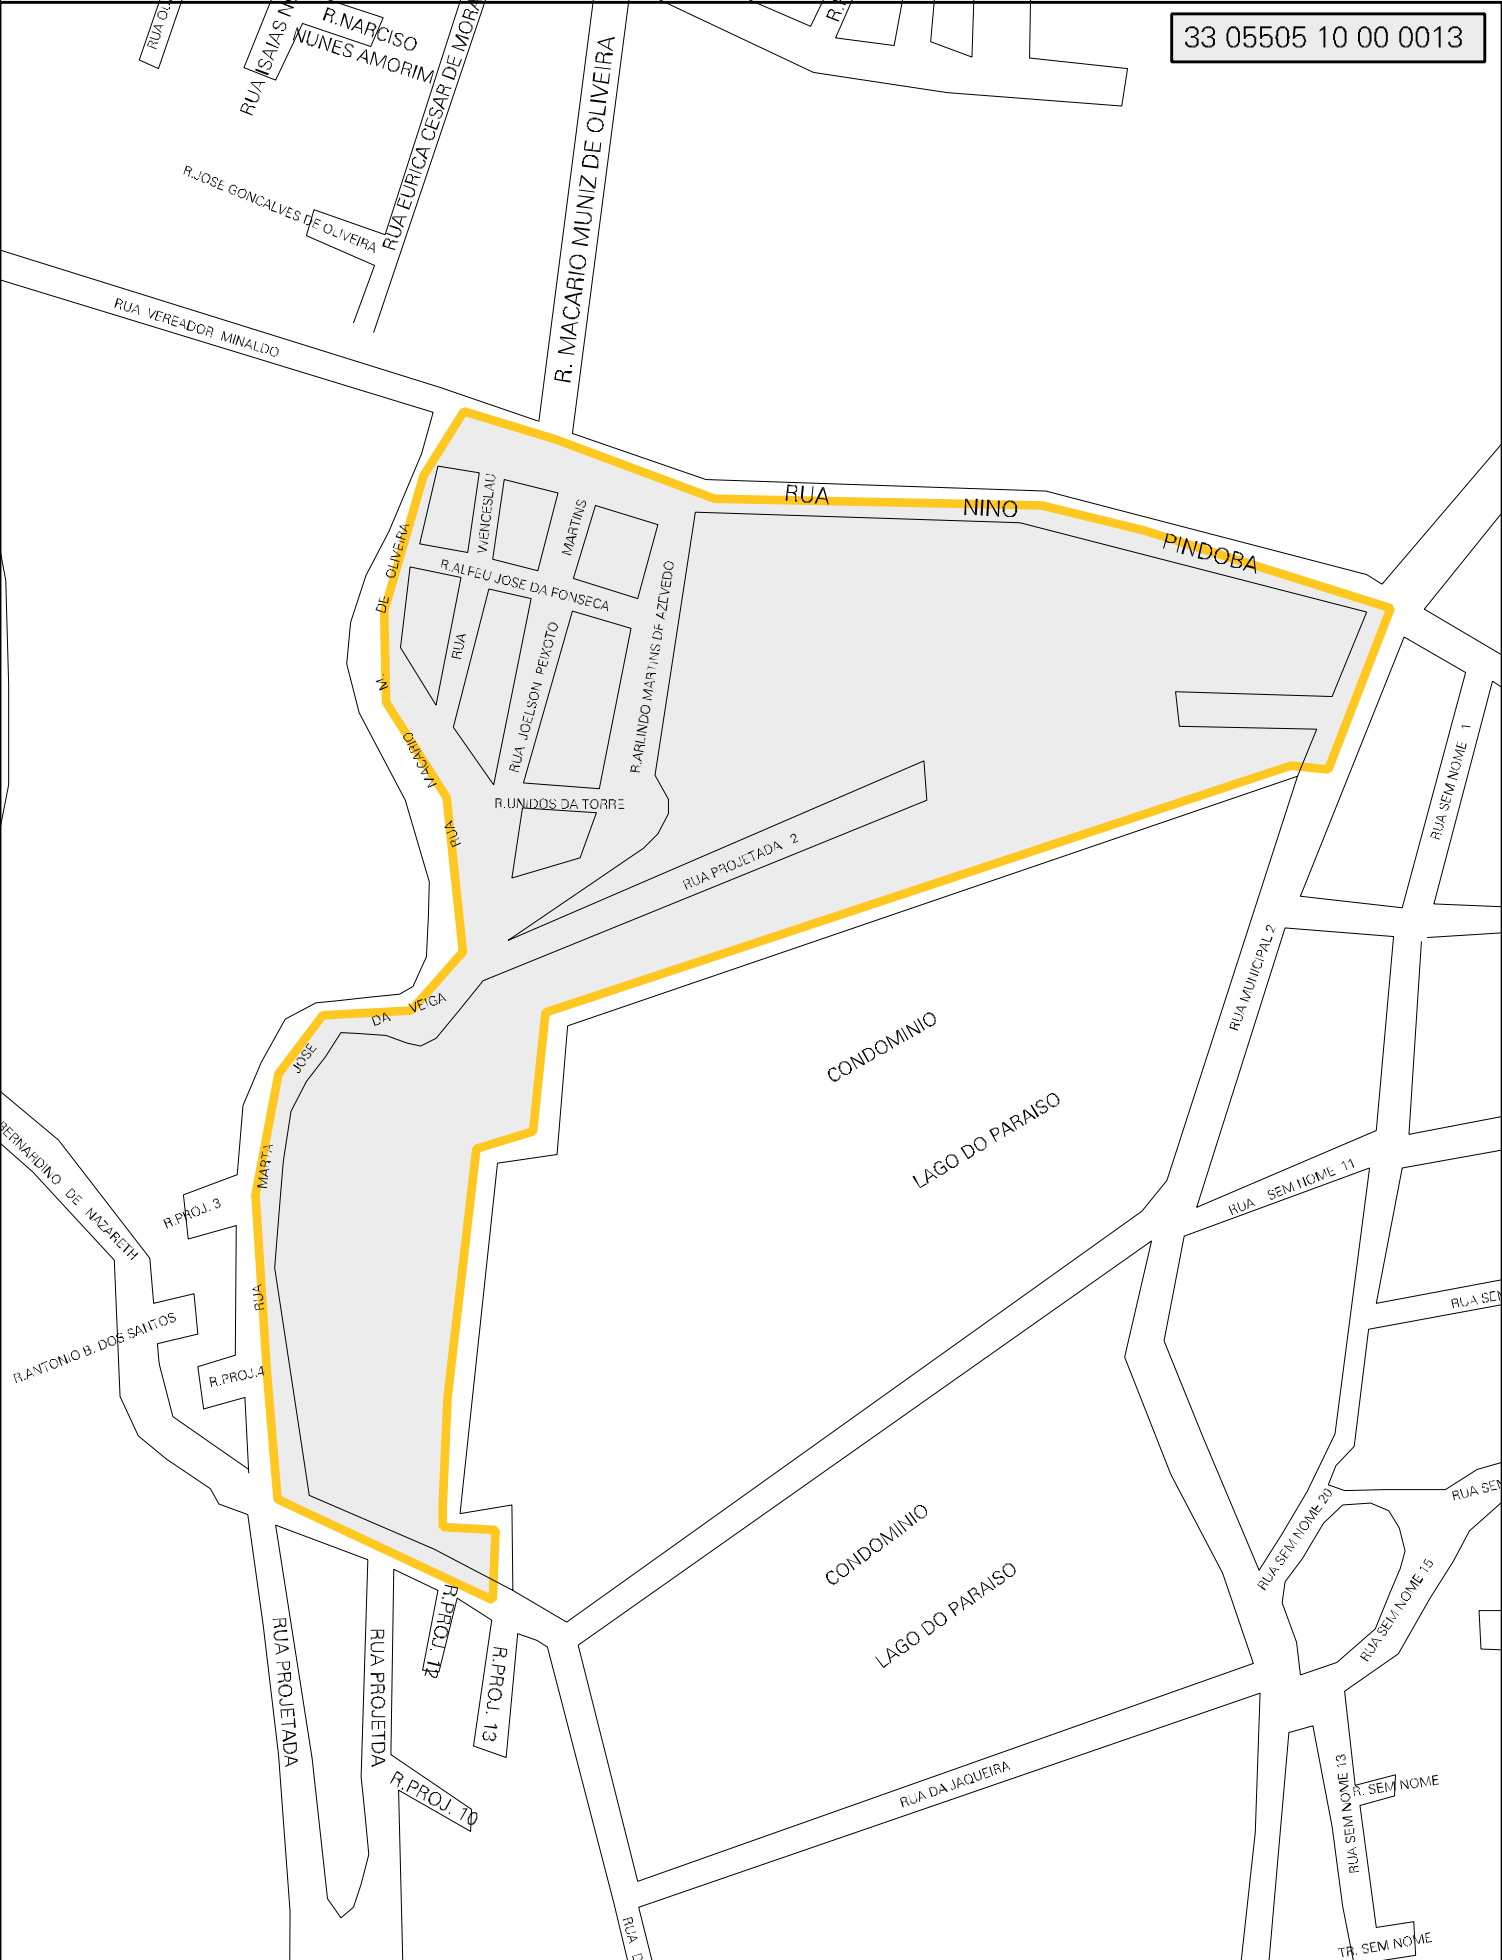 33 05505 10 00 0013
R.NARCISO
NUNES AMORIM
RUA ISAIAS
RUA EURICA CESAR DE MORA
R.JOSE GONCALVES DE OLIVEIRA
R. MACARIO MUNIZ DE OLIVEIRA
RUA VEREADOR MINALDO
RUA NINO PINDOBA
RUA MACARIO M. DE OLIVEIRA
RUA WENCESLAU
MARTINS
R.ALFEU JOSE DA FONSECA
RUA JOELSON PEIXOTO
R.ARLINDO MARTINS DE AZEVEDO
R.UNIDOS DA TORRE
RUA PROJETADA 2
RUA SEM NOME 1
RUA MUNICIPAL 2
RUA MARTA JOSE DA VEIGA
CONDOMINIO
LAGO DO PARAISO
BERNARDINO DE NAZARETH
R.PROJ. 3
RUA SEM NOME 11
R.ANTONIO B. DOS SANTOS
R.PROJ.4
RUA SEM
RUA SEM
CONDOMINIO
LAGO DO PARAISO
RUA SEM NOME 20
RUA SEM NOME 15
RUA PROJETADA
RUA PROJETDA
R.PROJ. 12
R.PROJ. 13
R.PROJ. 10
RUA DA JAQUEIRA
RUA SEM NOME 13
R. SEM NOME
TR. SEM NOME
RUA D